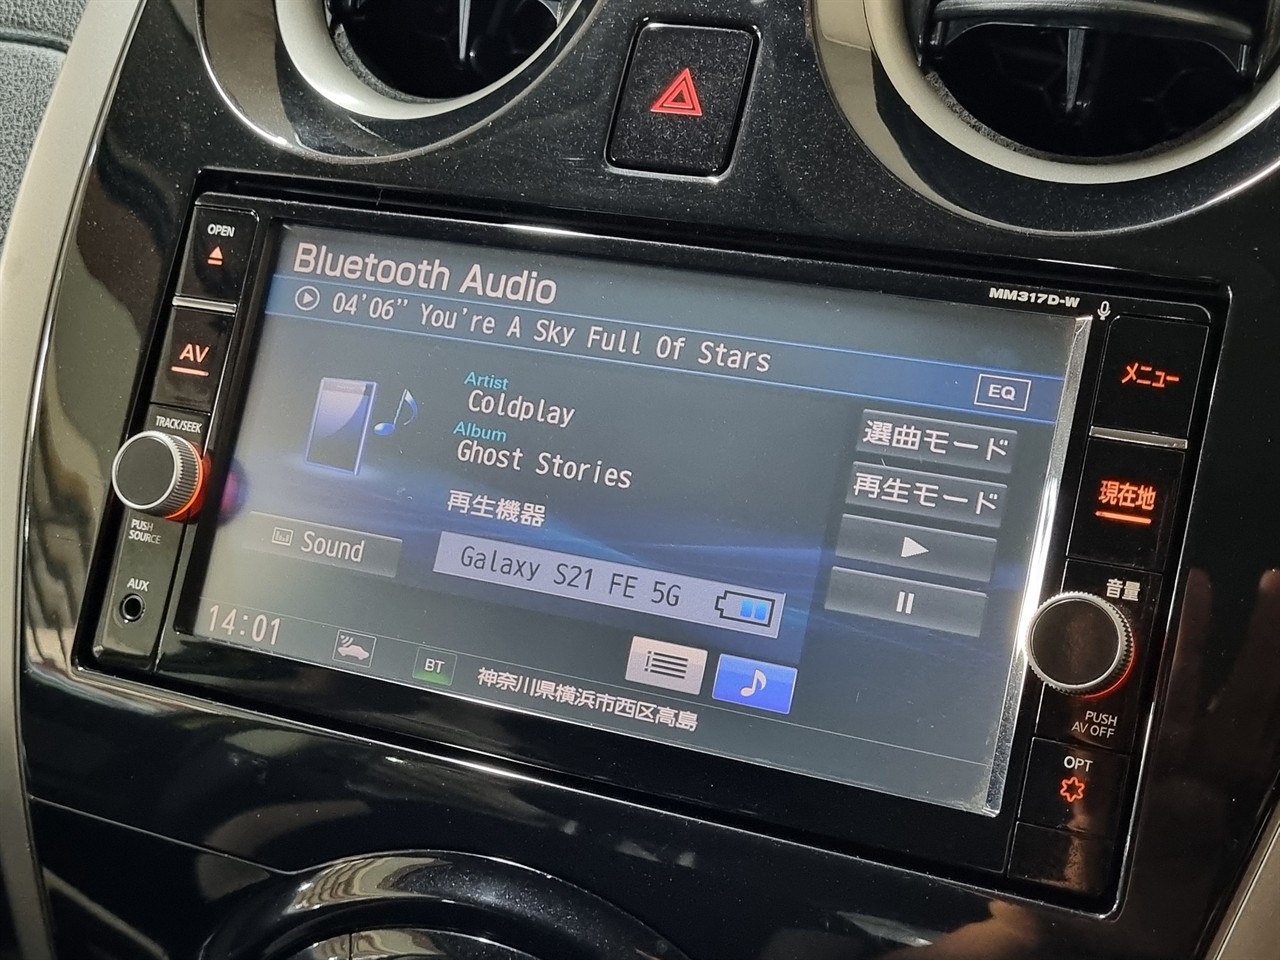 OPEN
MM317D-W
Bluetooth Audio
04'06" You're A Sky Full Of Stars
EQ
AV
メニュー
Artist
Coldplay
選曲モード
TRACK/SEEK
Album
Ghost Stories
再生モード
現在地
再生機器
PUSH
SOURCE
Sound
Galaxy S21 FE 5G
音量
AUX
14:01
BT
神奈川県横浜市西区高島
PUSH
AV OFF
OPT